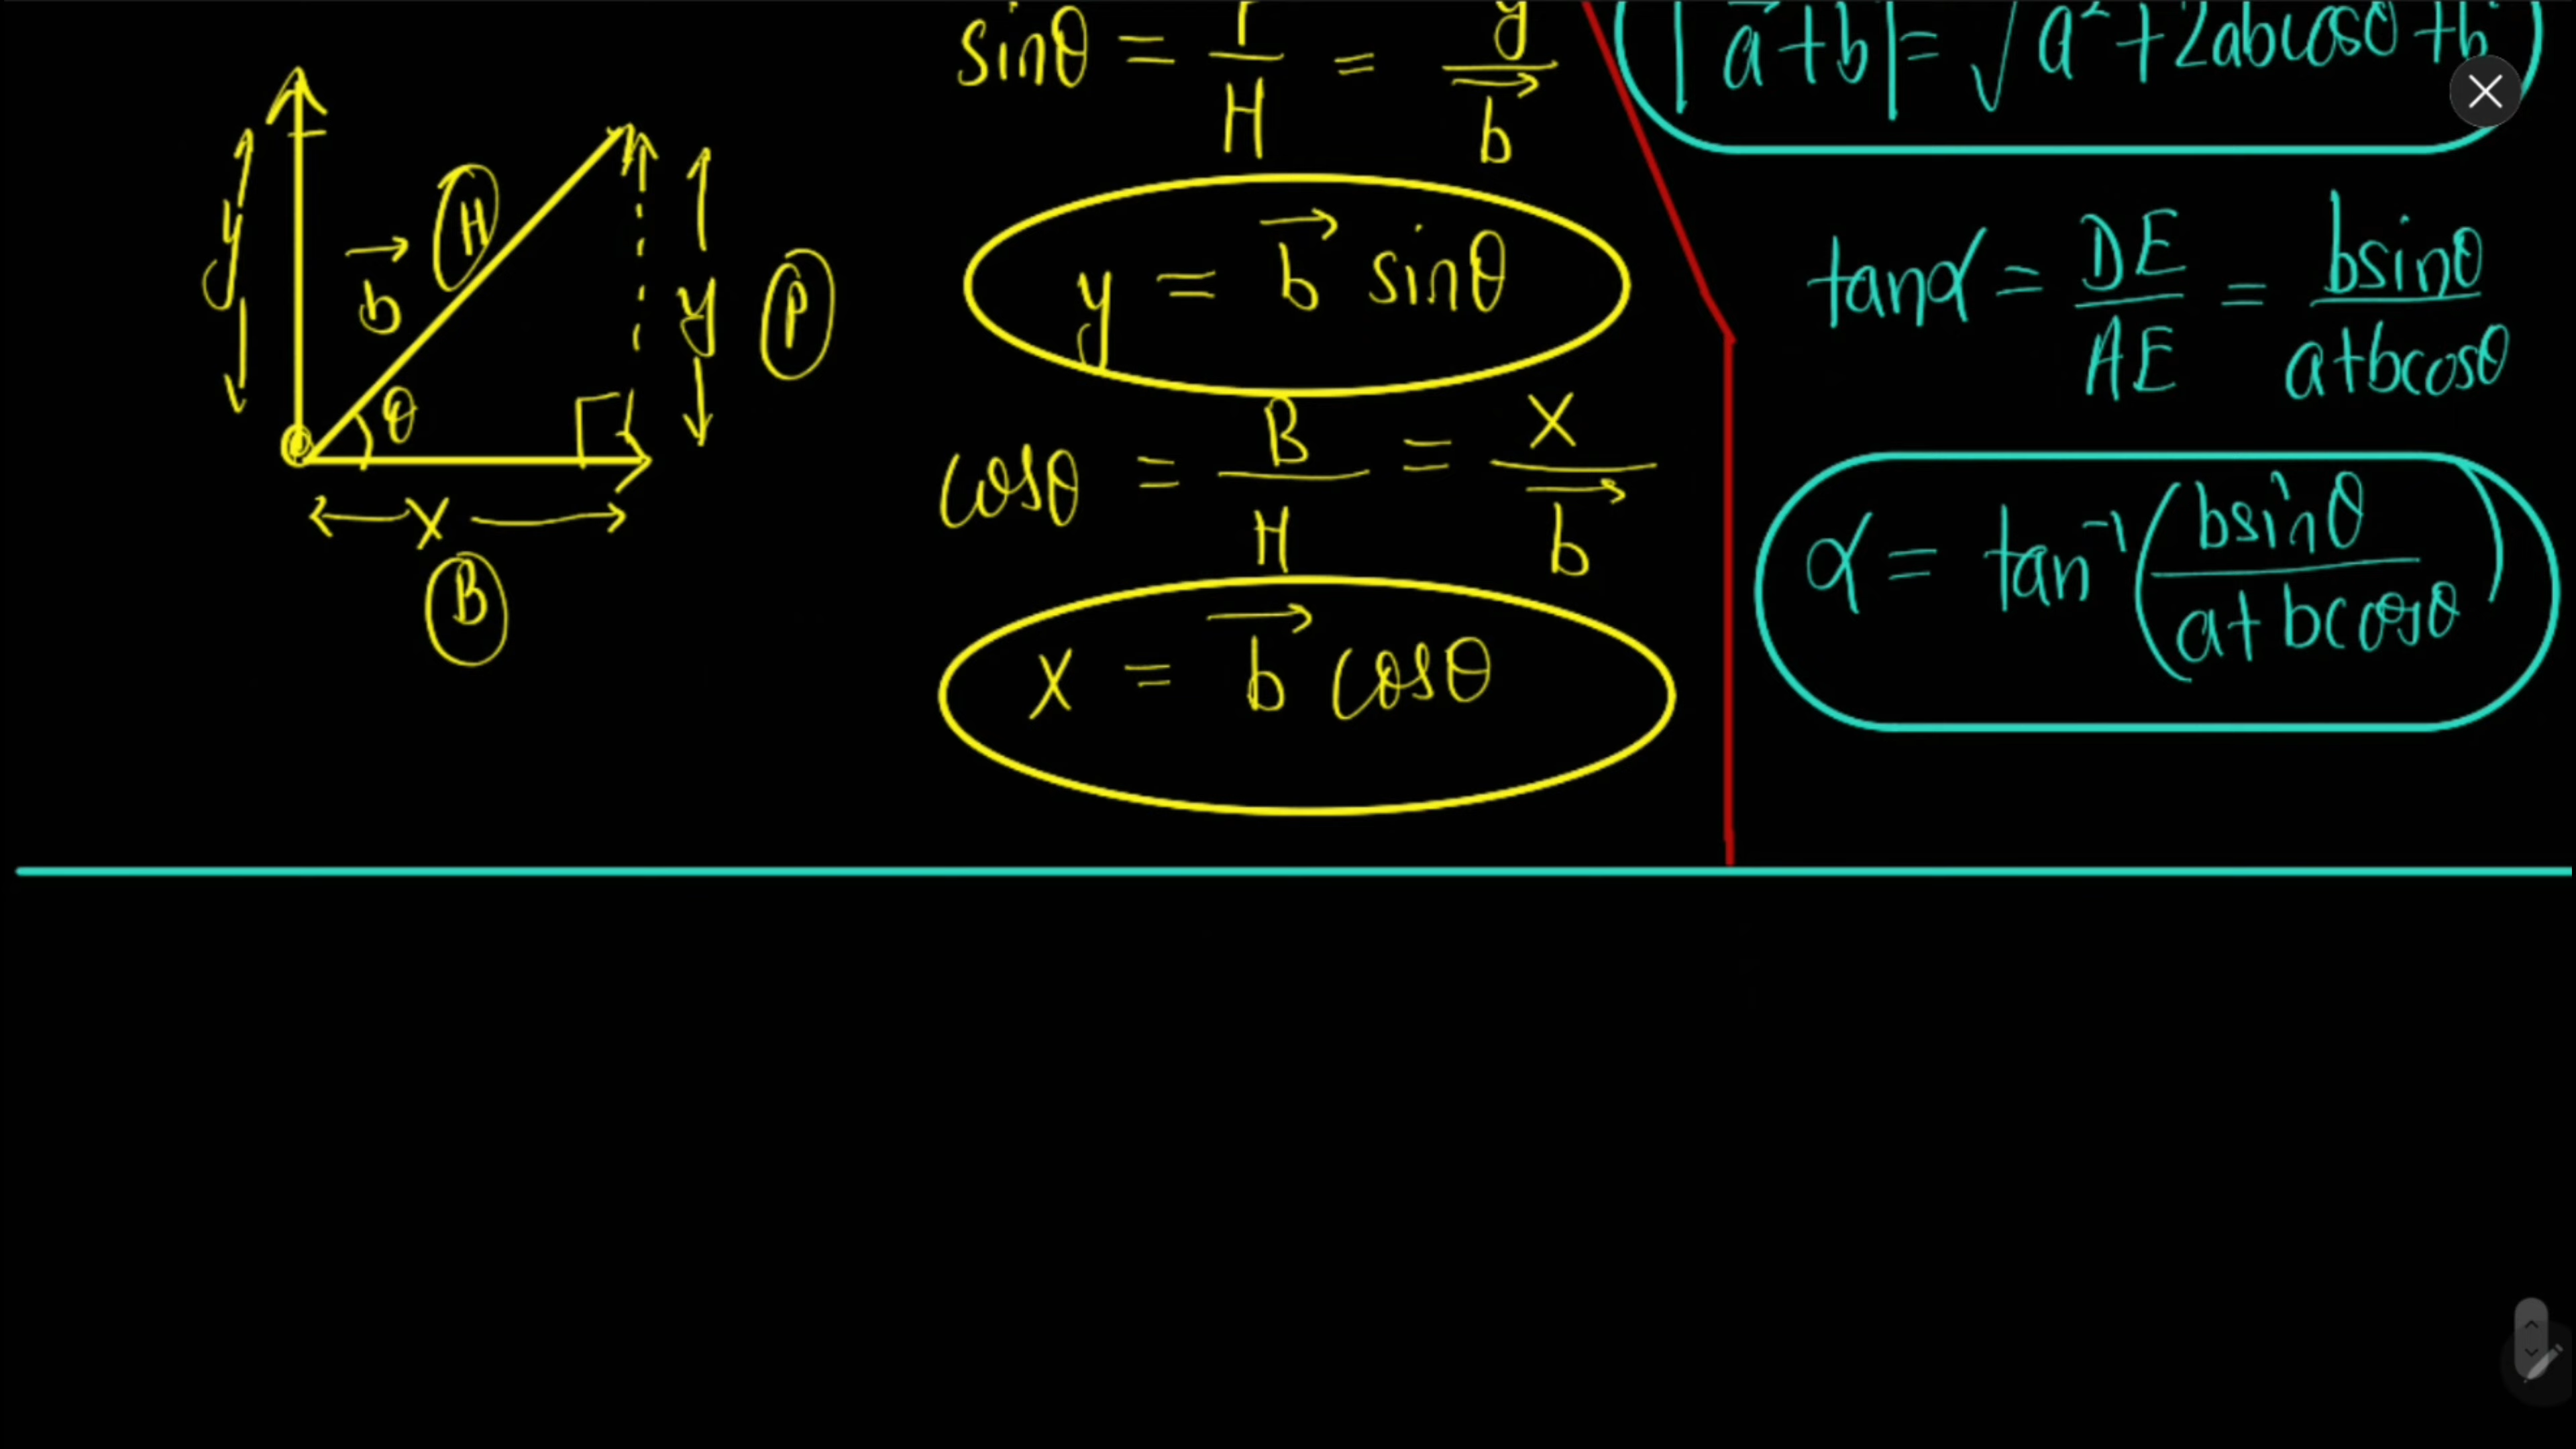 y
b⃗
H
θ
y
P
x
B
sinθ = P/H = y/b⃗
y = b⃗ sinθ
cosθ = B/H = x/b⃗
x = b⃗ cosθ
|a⃗+b⃗| = √a²+2abcosθ+b²
tanα = DE/AE = bsinθ/a+bcosθ
α = tan⁻¹(bsinθ/a+bcosθ)